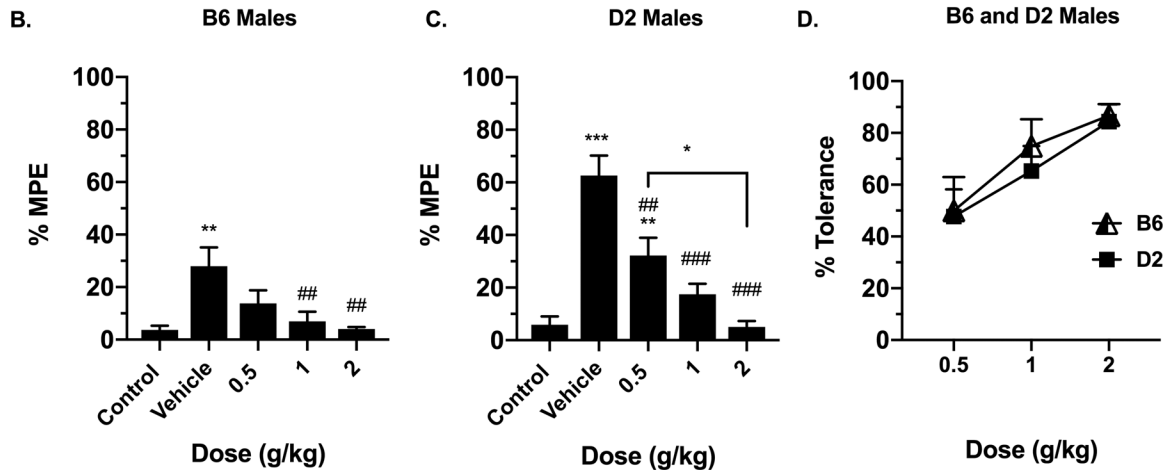 B. B6 Males
% MPE
100
80
60
40
20
0
**
##
##
Control
Vehicle
0.5
1
2
Dose (g/kg)
C. D2 Males
% MPE
100
80
60
40
20
0
***
*
##
**
###
###
Control
Vehicle
0.5
1
2
Dose (g/kg)
D. B6 and D2 Males
% Tolerance
100
80
60
40
20
0
B6
D2
0.5
1
2
Dose (g/kg)